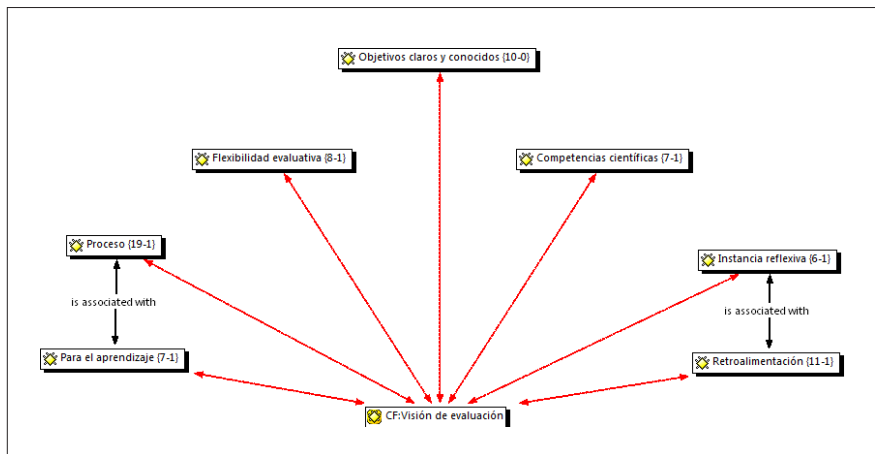 Objetivos claros y conocidos {10-0}
Flexibilidad evaluativa {8-1}
Competencias científicas {7-1}
Proceso {19-1}
Instancia reflexiva {6-1}
is associated with
is associated with
Para el aprendizaje {7-1}
Retroalimentación {11-1}
CF:Visión de evaluación